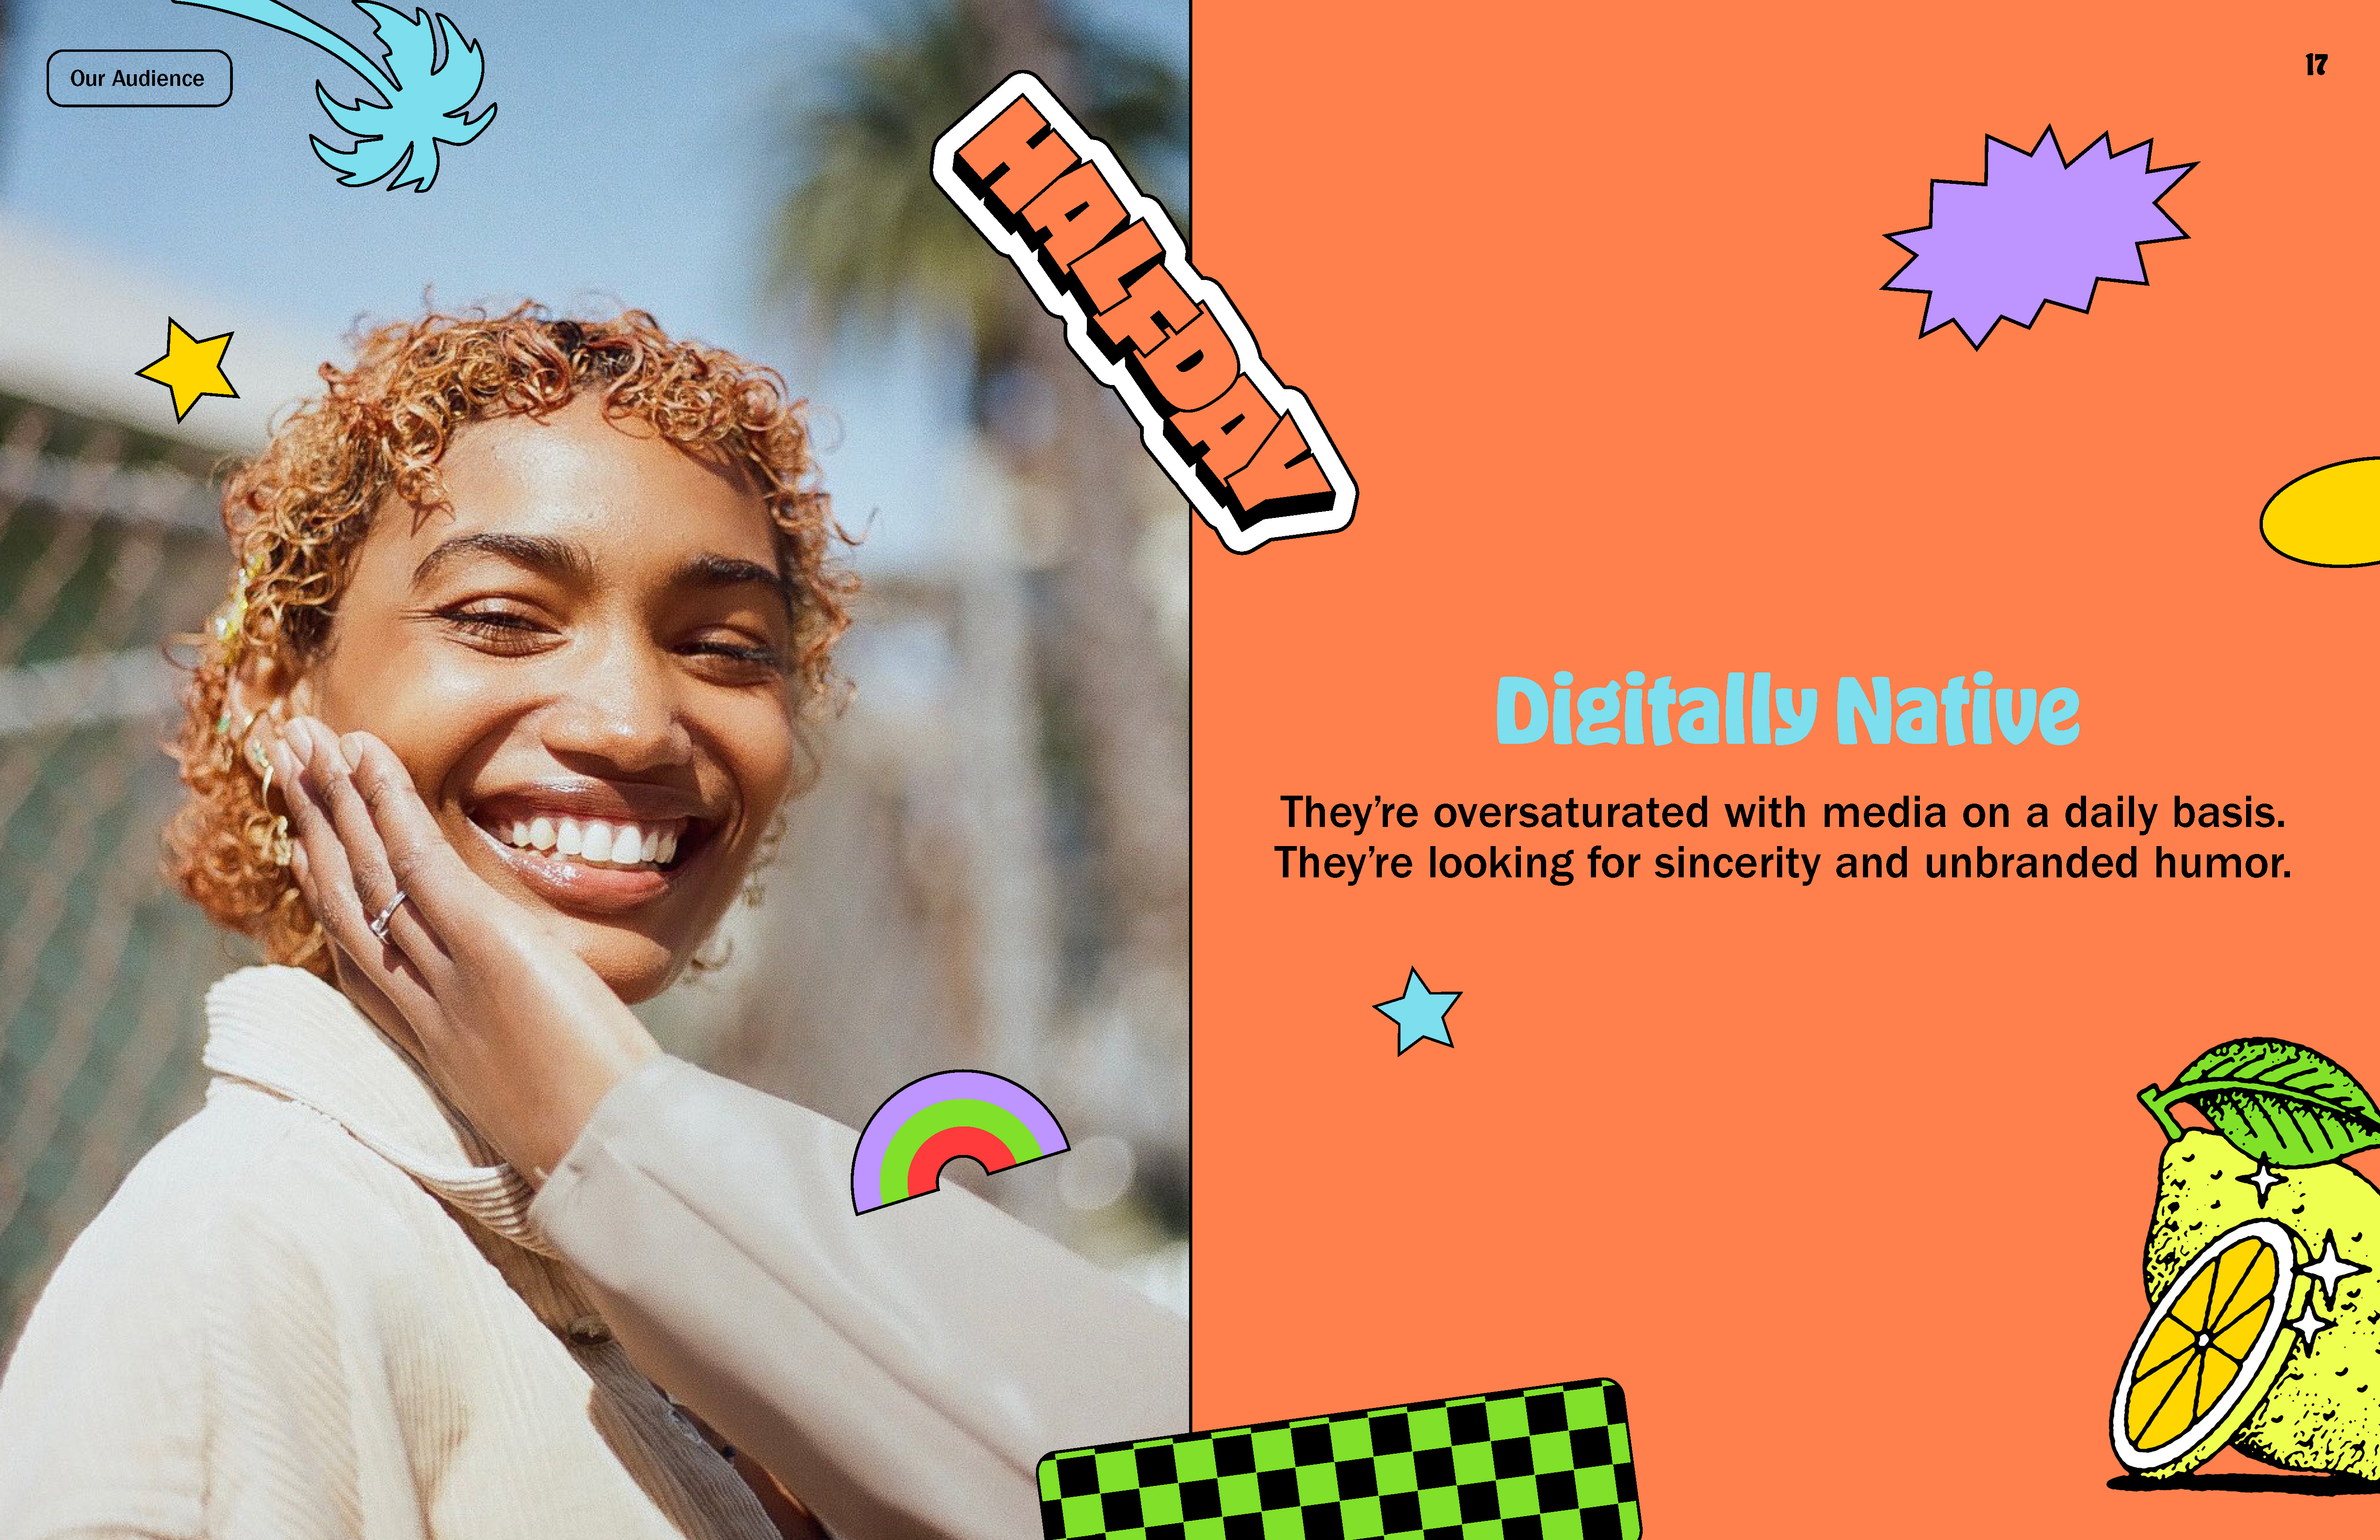 Our Audience
17
HALFDAY
Digitally Native
They’re oversaturated with media on a daily basis.
They’re looking for sincerity and unbranded humor.